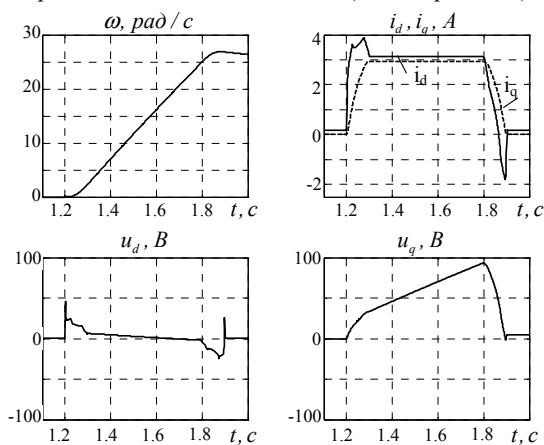 ω, рад/с
30
20
10
0
1.2 1.4 1.6 1.8 t, c
i_d, i_q, A
4
2
0
-2
i_d
i_q
1.2 1.4 1.6 1.8 t, c
u_d, B
100
0
-100
1.2 1.4 1.6 1.8 t, c
u_q, B
100
0
-100
1.2 1.4 1.6 1.8 t, c